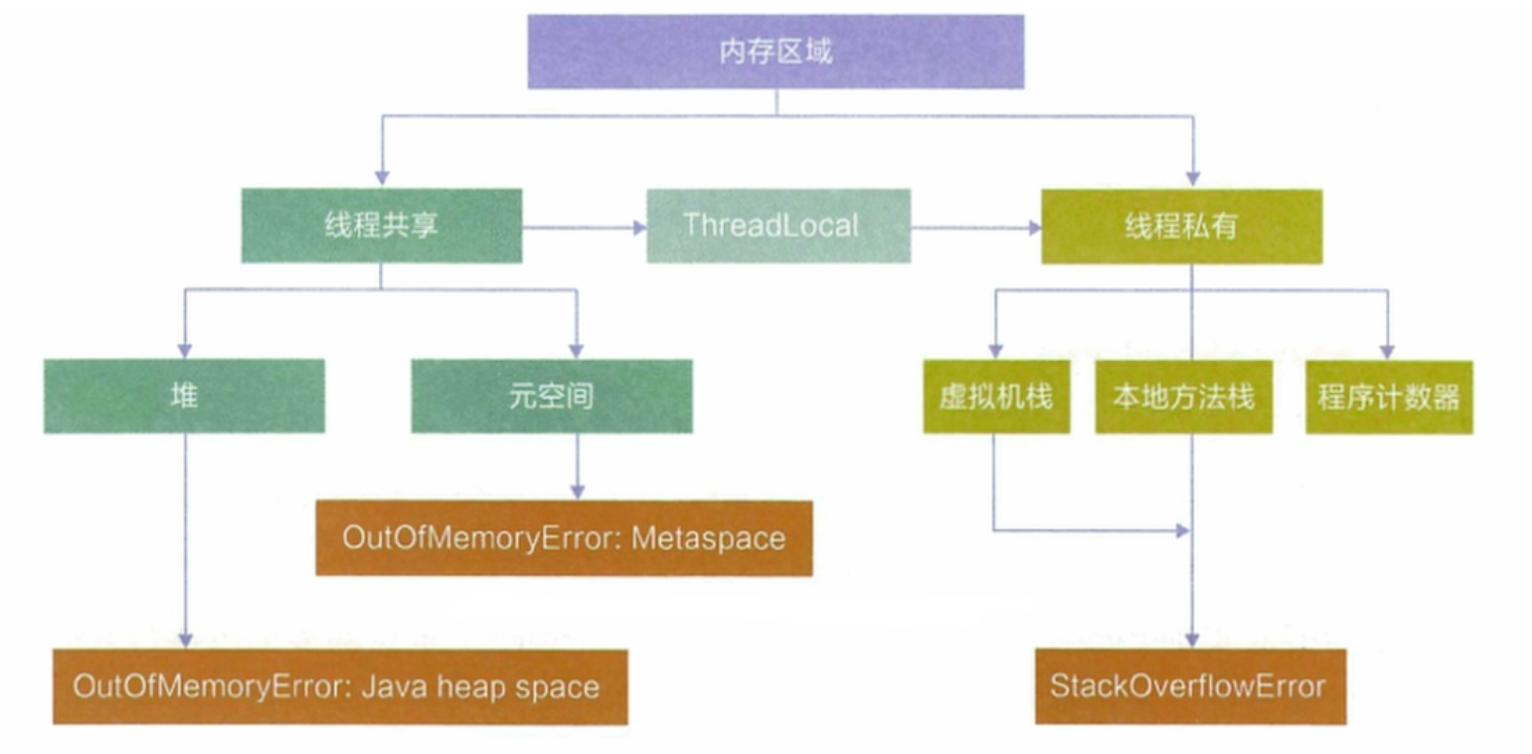 内存区域
线程共享
ThreadLocal
线程私有
堆
元空间
虚拟机栈
本地方法栈
程序计数器
OutOfMemoryError: Metaspace
OutOfMemoryError: Java heap space
StackOverflowError